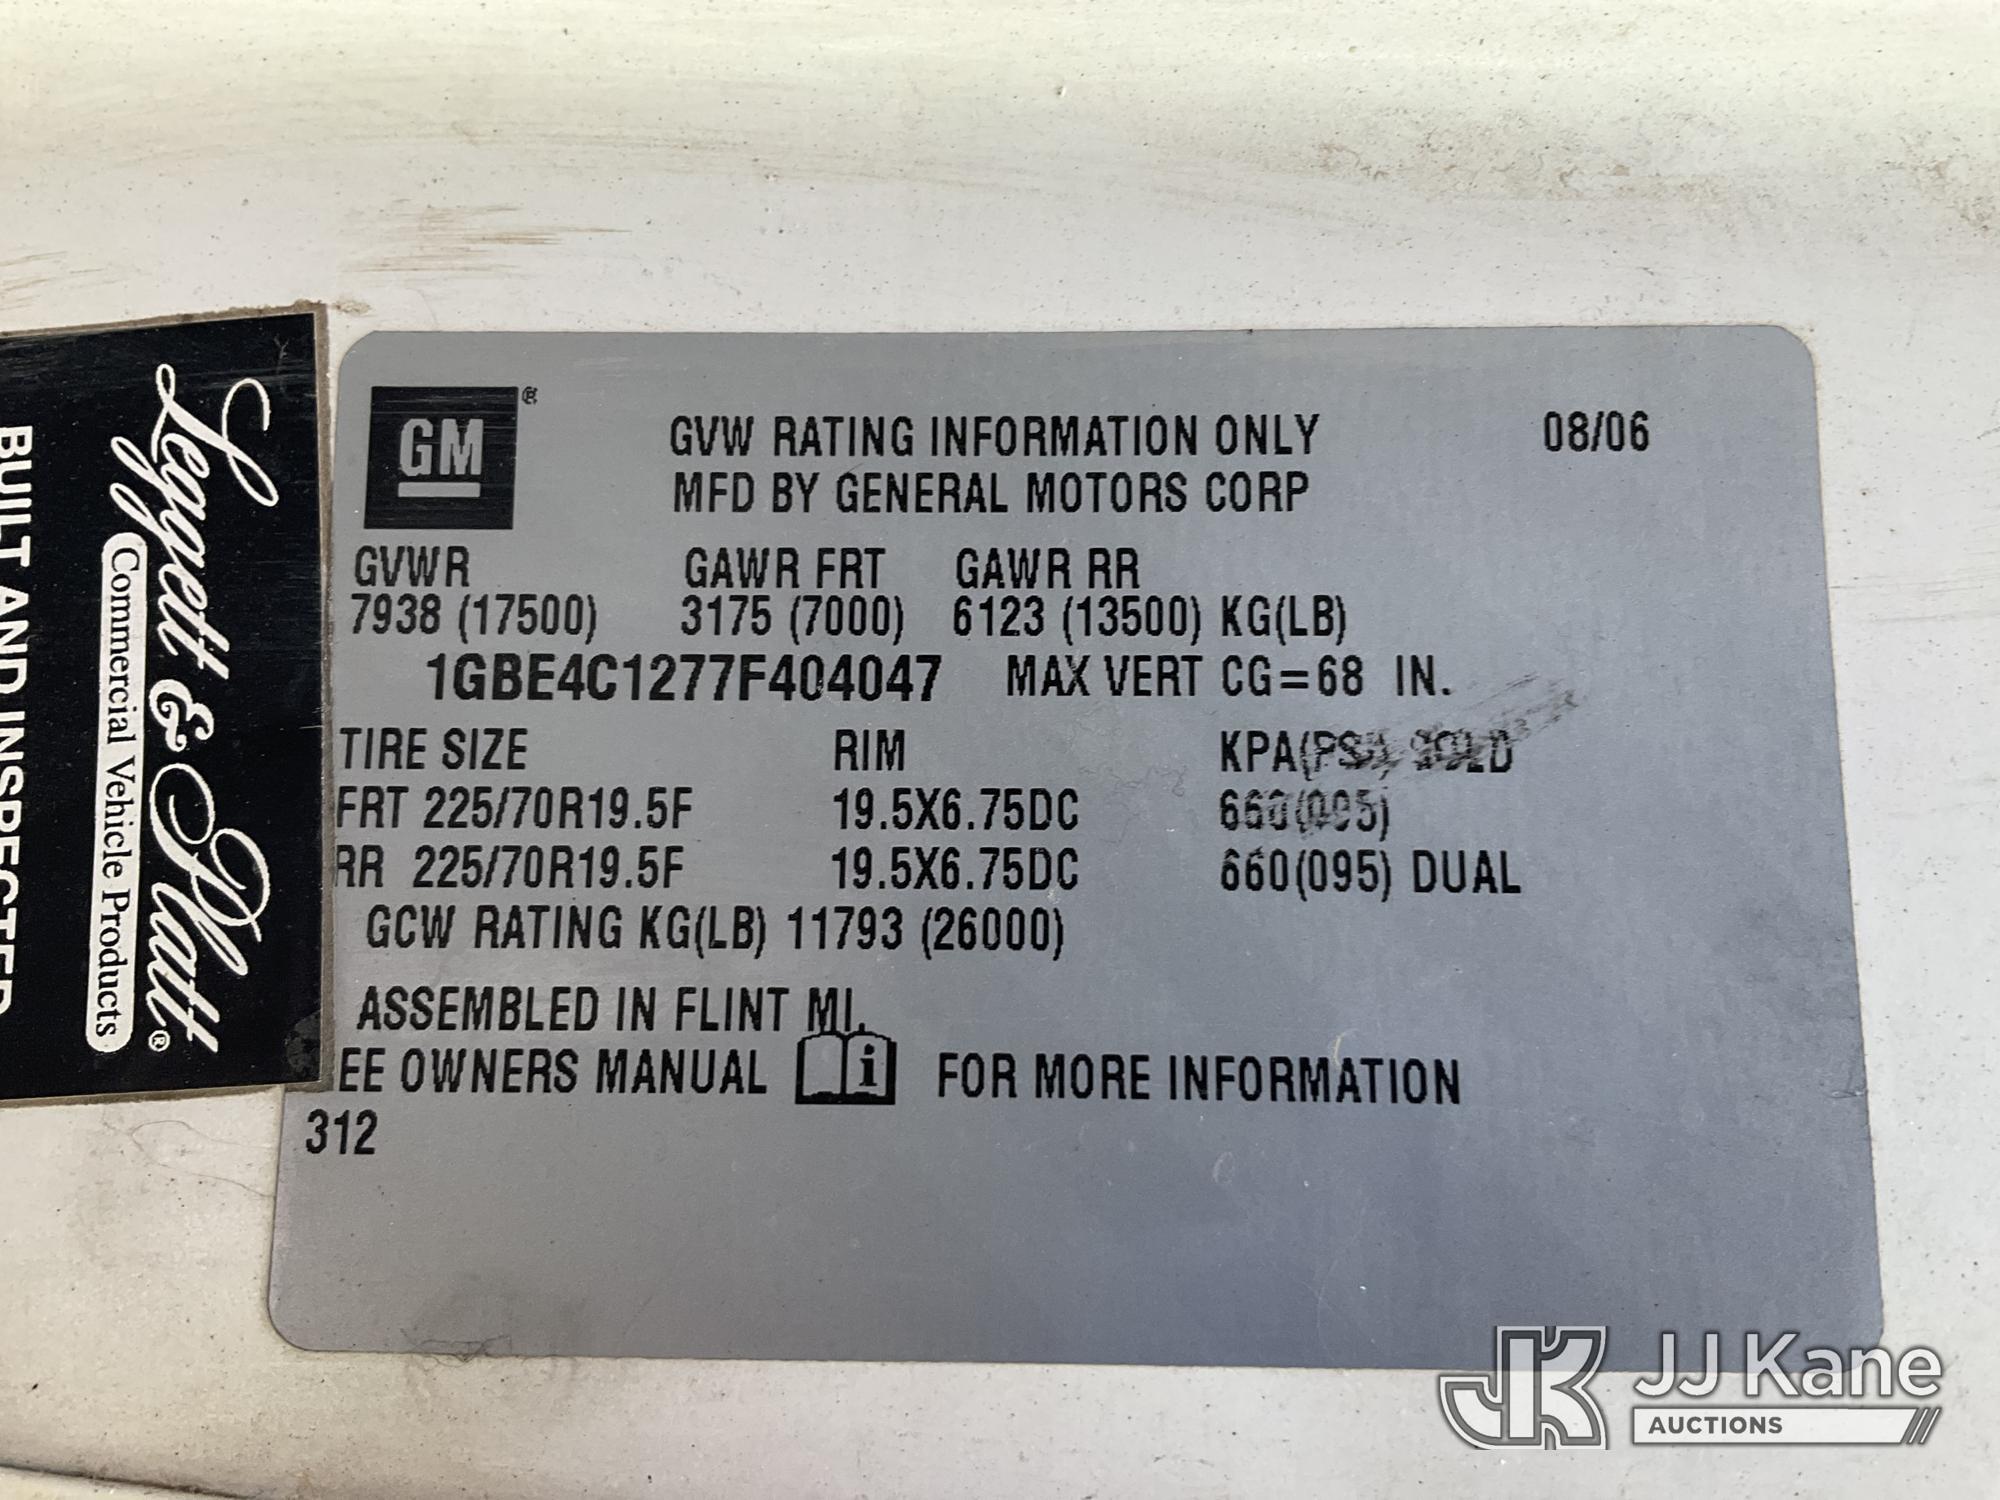 Leggett & Platt®
Commercial Vehicle Products
BUILT AND INSPECTED
GM®
GVW RATING INFORMATION ONLY 08/06
MFD BY GENERAL MOTORS CORP
GVWR GAWR FRT GAWR RR
7938 (17500) 3175 (7000) 6123 (13500) KG(LB)
1GBE4C1277F404047 MAX VERT CG=68 IN.
TIRE SIZE RIM KPA(PSI) COLD
FRT 225/70R19.5F 19.5X6.75DC 660(095)
RR 225/70R19.5F 19.5X6.75DC 660(095) DUAL
GCW RATING KG(LB) 11793 (26000)
ASSEMBLED IN FLINT MI.
EE OWNERS MANUAL i FOR MORE INFORMATION
312
JK JJ Kane
AUCTIONS